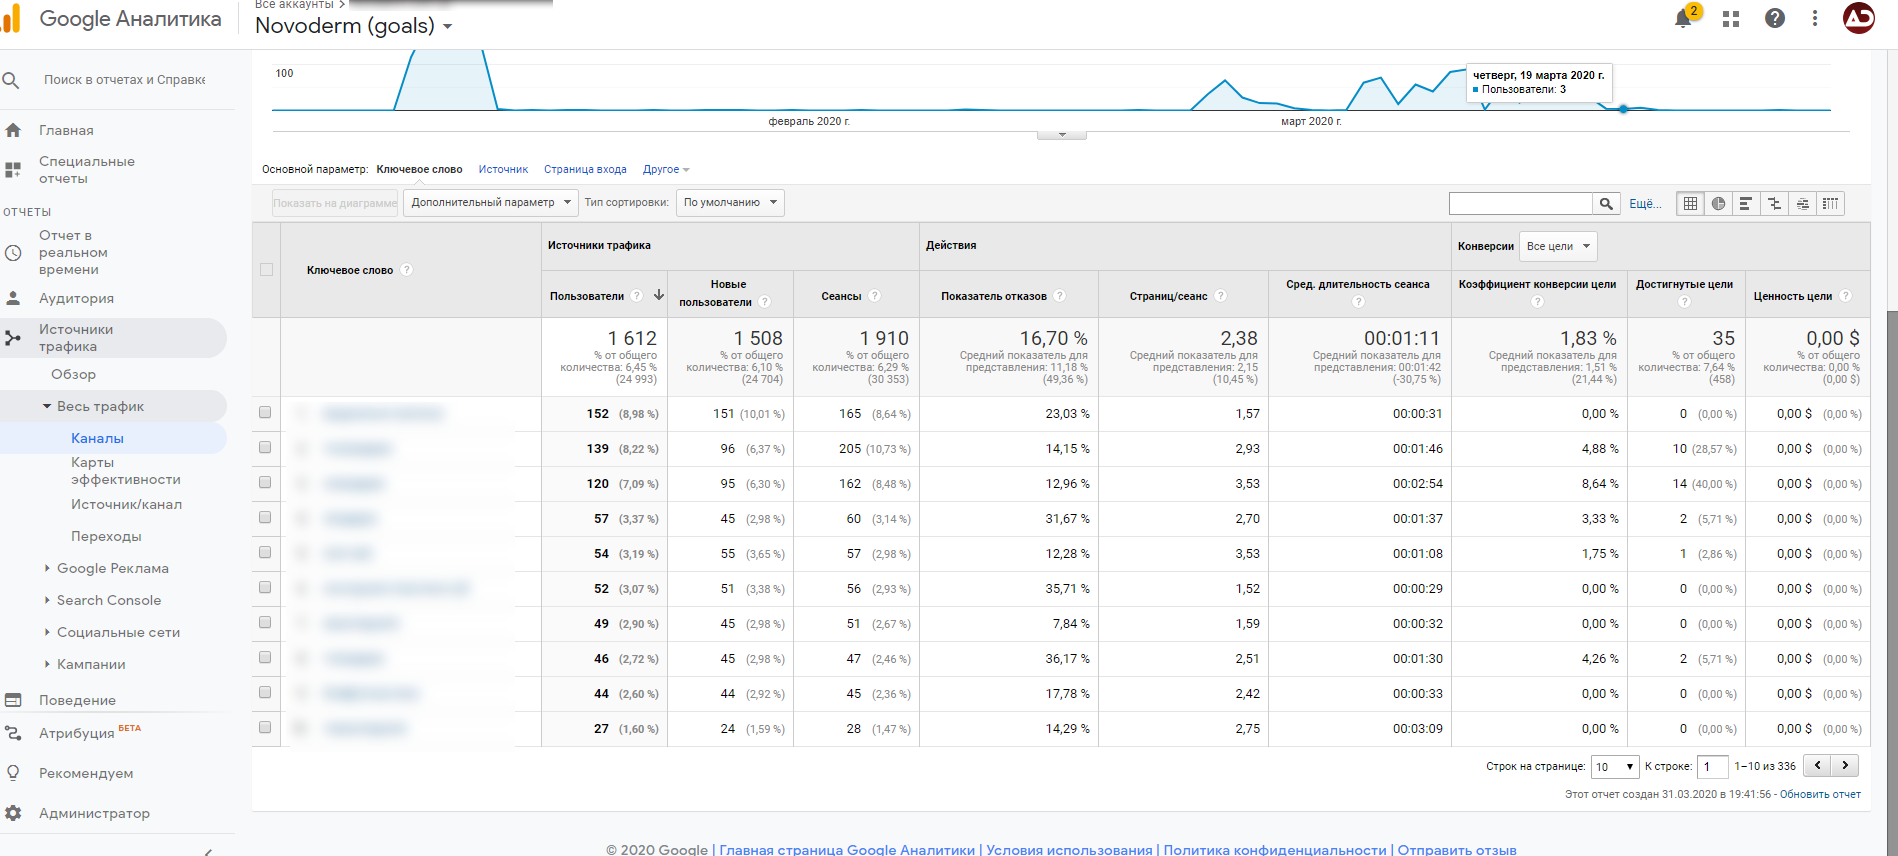 Google Аналитика
Все аккаунты >
Novoderm (goals)
2
Поиск в отчетах и Справке
Главная
Специальные
отчеты
ОТЧЕТЫ
Отчет в
реальном
времени
Аудитория
Источники
трафика
Обзор
Весь трафик
Каналы
Карты
эффективности
Источник/канал
Переходы
Google Реклама
Search Console
Социальные сети
Кампании
Поведение
Атрибуция БЕТА
Рекомендуем
Администратор
100
четверг, 19 марта 2020 г.
Пользователи: 3
февраль 2020 г.
март 2020 г.
Основной параметр: Ключевое слово Источник Страница входа Другое
Показать на диаграмме Дополнительный параметр Тип сортировки: По умолчанию Ещё...
Ключевое слово ?
Источники трафика Действия Конверсии Все цели
Пользователи ? Новые пользователи ? Сеансы ? Показатель отказов ? Страниц/сеанс ? Сред. длительность сеанса ? Коэффициент конверсии цели ? Достигнутые цели ? Ценность цели ?
1 612 1 508 1 910 16,70 % 2,38 00:01:11 1,83 % 35 0,00 $
% от общего % от общего % от общего Средний показатель для Средний показатель для Средний показатель для Средний показатель для % от общего % от общего
количества: 6,45 % количества: 6,10 % количества: 6,29 % представления: 11,18 % представления: 2,15 представления: 00:01:42 представления: 1,51 % количества: 7,64 % количества: 0,00 %
(24 993) (24 704) (30 353) (49,36 %) (10,45 %) (-30,75 %) (21,44 %) (458) (0,00 $)
152 (8,98 %) 151 (10,01 %) 165 (8,64 %) 23,03 % 1,57 00:00:31 0,00 % 0 (0,00 %) 0,00 $ (0,00 %)
139 (8,22 %) 96 (6,37 %) 205 (10,73 %) 14,15 % 2,93 00:01:46 4,88 % 10 (28,57 %) 0,00 $ (0,00 %)
120 (7,09 %) 95 (6,30 %) 162 (8,48 %) 12,96 % 3,53 00:02:54 8,64 % 14 (40,00 %) 0,00 $ (0,00 %)
57 (3,37 %) 45 (2,98 %) 60 (3,14 %) 31,67 % 2,70 00:01:37 3,33 % 2 (5,71 %) 0,00 $ (0,00 %)
54 (3,19 %) 55 (3,65 %) 57 (2,98 %) 12,28 % 3,53 00:01:08 1,75 % 1 (2,86 %) 0,00 $ (0,00 %)
52 (3,07 %) 51 (3,38 %) 56 (2,93 %) 35,71 % 1,52 00:00:29 0,00 % 0 (0,00 %) 0,00 $ (0,00 %)
49 (2,90 %) 45 (2,98 %) 51 (2,67 %) 7,84 % 1,59 00:00:32 0,00 % 0 (0,00 %) 0,00 $ (0,00 %)
46 (2,72 %) 45 (2,98 %) 47 (2,46 %) 36,17 % 2,51 00:01:30 4,26 % 2 (5,71 %) 0,00 $ (0,00 %)
44 (2,60 %) 44 (2,92 %) 45 (2,36 %) 17,78 % 2,42 00:00:33 0,00 % 0 (0,00 %) 0,00 $ (0,00 %)
27 (1,60 %) 24 (1,59 %) 28 (1,47 %) 14,29 % 2,75 00:03:09 0,00 % 0 (0,00 %) 0,00 $ (0,00 %)
Строк на странице: 10 К строке: 1 1–10 из 336
Этот отчет создан 31.03.2020 в 19:41:56 - Обновить отчет
© 2020 Google | Главная страница Google Аналитики | Условия использования | Политика конфиденциальности | Отправить отзыв